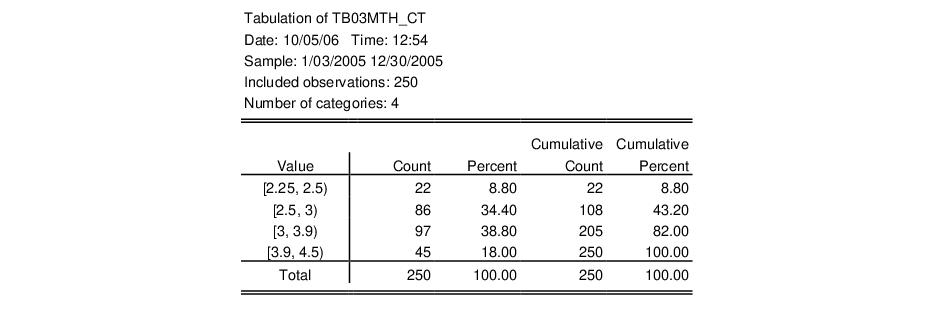 Tabulation of TB03MTH_CT
Date: 10/05/06 Time: 12:54
Sample: 1/03/2005 12/30/2005
Included observations: 250
Number of categories: 4
Cumulative Cumulative
Value Count Percent Count Percent
[2.25, 2.5) 22 8.80 22 8.80
[2.5, 3) 86 34.40 108 43.20
[3, 3.9) 97 38.80 205 82.00
[3.9, 4.5) 45 18.00 250 100.00
Total 250 100.00 250 100.00